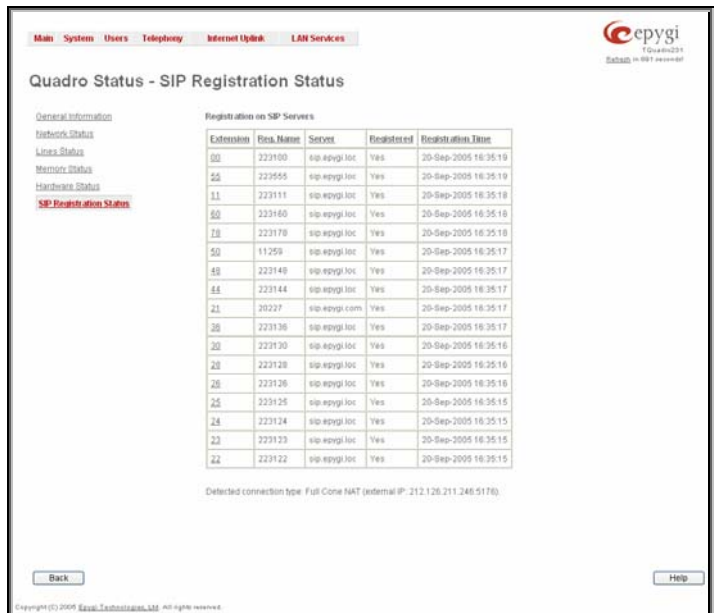 Main System Users Telephony Internet Uplink LAN Services
epygi
TQuadro231
Refresh in 991 seconds!
Quadro Status - SIP Registration Status
General Information
Network Status
Lines Status
Memory Status
Hardware Status
SIP Registration Status
Registration on SIP Servers
Extension Reg. Name Server Registered Registration Time
00 223100 sip.epygi.loc Yes 20-Sep-2005 16:35:19
55 223555 sip.epygi.loc Yes 20-Sep-2005 16:35:19
11 223111 sip.epygi.loc Yes 20-Sep-2005 16:35:18
60 223160 sip.epygi.loc Yes 20-Sep-2005 16:35:18
78 223178 sip.epygi.loc Yes 20-Sep-2005 16:35:18
50 11259 sip.epygi.loc Yes 20-Sep-2005 16:35:17
48 223148 sip.epygi.loc Yes 20-Sep-2005 16:35:17
44 223144 sip.epygi.loc Yes 20-Sep-2005 16:35:17
21 20227 sip.epygi.com Yes 20-Sep-2005 16:35:17
36 223136 sip.epygi.loc Yes 20-Sep-2005 16:35:17
30 223130 sip.epygi.loc Yes 20-Sep-2005 16:35:16
28 223128 sip.epygi.loc Yes 20-Sep-2005 16:35:16
26 223126 sip.epygi.loc Yes 20-Sep-2005 16:35:16
25 223125 sip.epygi.loc Yes 20-Sep-2005 16:35:15
24 223124 sip.epygi.loc Yes 20-Sep-2005 16:35:15
23 223123 sip.epygi.loc Yes 20-Sep-2005 16:35:15
22 223122 sip.epygi.loc Yes 20-Sep-2005 16:35:15
Detected connection type: Full Cone NAT (external IP: 212.126.211.246:5176)
Back
Help
Copyright (C) 2005 Epygi Technologies, Ltd. All rights reserved.